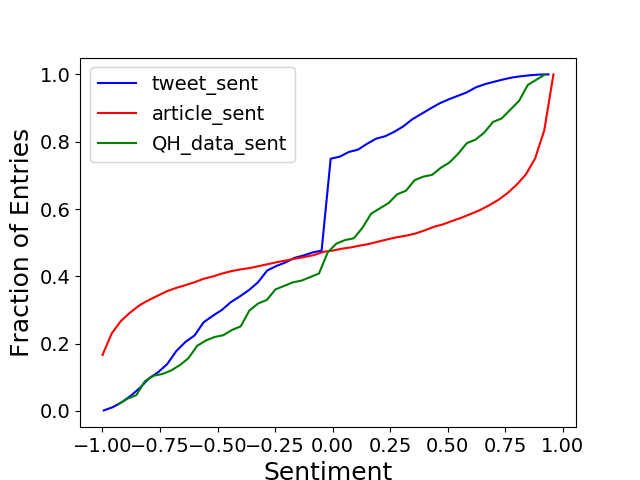 tweet_sent
article_sent
QH_data_sent
1.0
0.8
0.6
0.4
0.2
0.0
Fraction of Entries
−1.00 −0.75 −0.50 −0.25 0.00 0.25 0.50 0.75 1.00
Sentiment